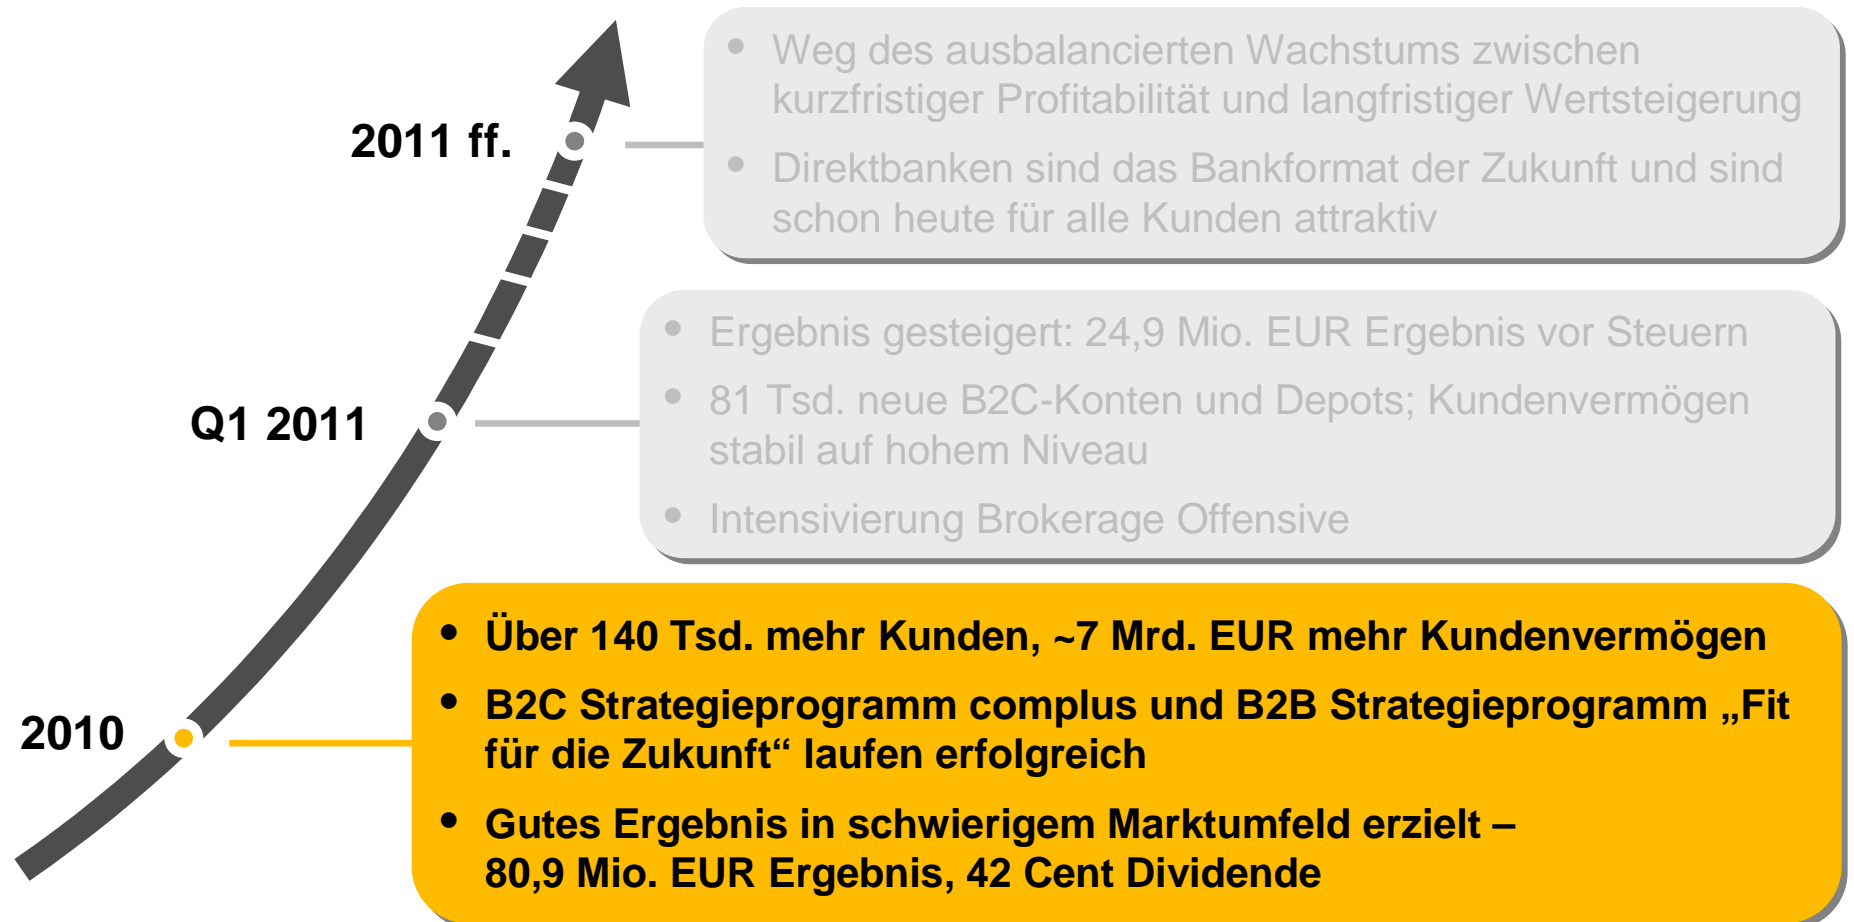 2011 ff.
• Weg des ausbalancierten Wachstums zwischen
kurzfristiger Profitabilität und langfristiger Wertsteigerung
• Direktbanken sind das Bankformat der Zukunft und sind
schon heute für alle Kunden attraktiv
Q1 2011
• Ergebnis gesteigert: 24,9 Mio. EUR Ergebnis vor Steuern
• 81 Tsd. neue B2C-Konten und Depots; Kundenvermögen
stabil auf hohem Niveau
• Intensivierung Brokerage Offensive
2010
• Über 140 Tsd. mehr Kunden, ~7 Mrd. EUR mehr Kundenvermögen
• B2C Strategieprogramm complus und B2B Strategieprogramm „Fit
für die Zukunft“ laufen erfolgreich
• Gutes Ergebnis in schwierigem Marktumfeld erzielt –
80,9 Mio. EUR Ergebnis, 42 Cent Dividende